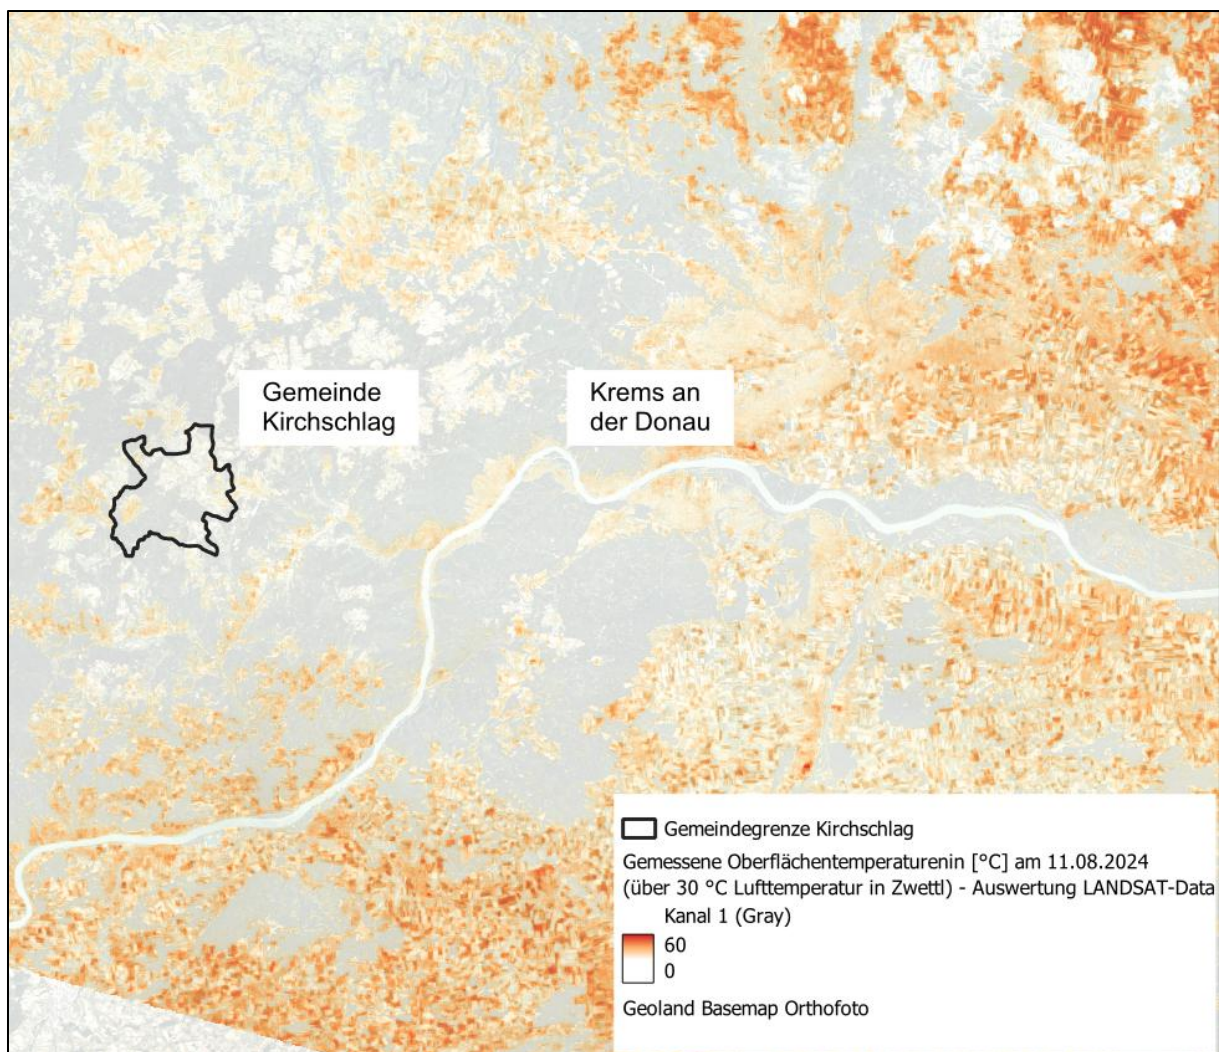 Gemeinde
Kirchschlag
Krems an
der Donau
Gemeindegrenze Kirchschlag
Gemessene Oberflächentemperaturenin [°C] am 11.08.2024
(über 30 °C Lufttemperatur in Zwettl) - Auswertung LANDSAT-Data
Kanal 1 (Gray)
60
0
Geoland Basemap Orthofoto